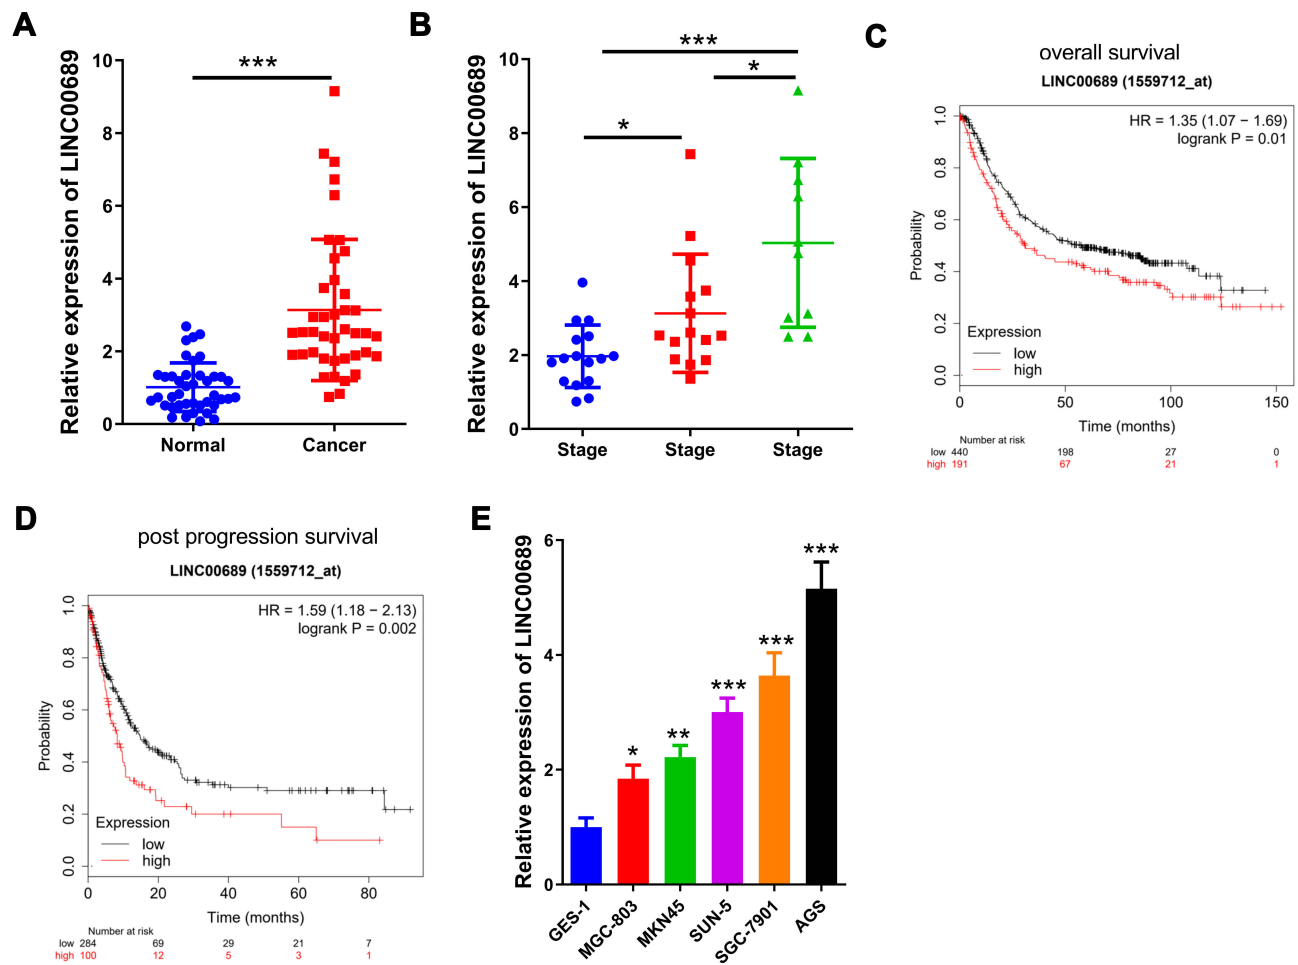 A
Relative expression of LINC00689
10
8
6
4
2
0
***
Normal
Cancer
B
Relative expression of LINC00689
10
8
6
4
2
0
***
*
*
Stage
Stage
Stage
C
overall survival
LINC00689 (1559712_at)
HR = 1.35 (1.07 − 1.69)
logrank P = 0.01
Probability
1.0
0.8
0.6
0.4
0.2
0.0
Expression
low
high
0 50 100 150
Time (months)
Number at risk
low 440 198 27 0
high 191 67 21 1
D
post progression survival
LINC00689 (1559712_at)
HR = 1.59 (1.18 − 2.13)
logrank P = 0.002
Probability
1.0
0.8
0.6
0.4
0.2
0.0
Expression
low
high
0 20 40 60 80
Time (months)
Number at risk
low 284 69 29 21 7
high 100 12 5 3 1
E
Relative expression of LINC00689
6
4
2
0
*
**
***
***
***
GES-1
MGC-803
MKN45
SUN-5
SGC-7901
AGS